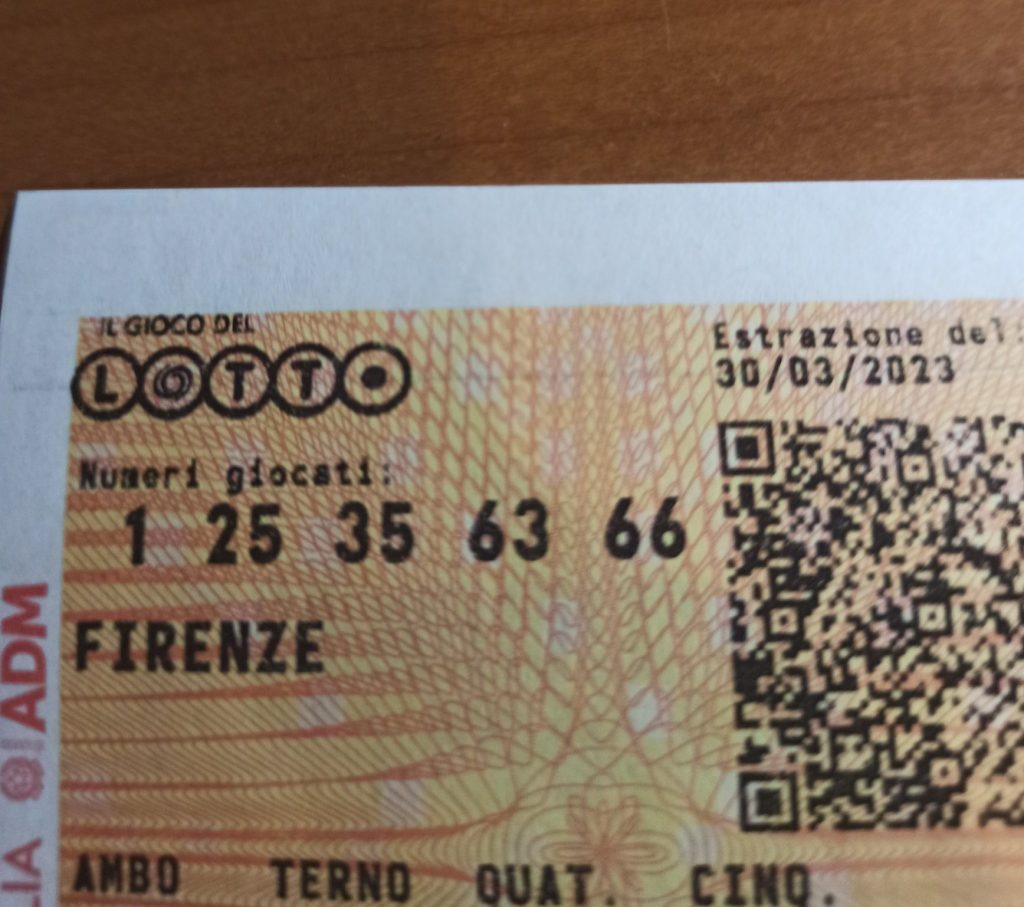 IL GIOCO DEL
LOTTO
Estrazione del:
30/03/2023
Numeri giocati:
1 25 35 63 66
FIRENZE
ADM
LIA
AMBO TERNO QUAT. CINQ.